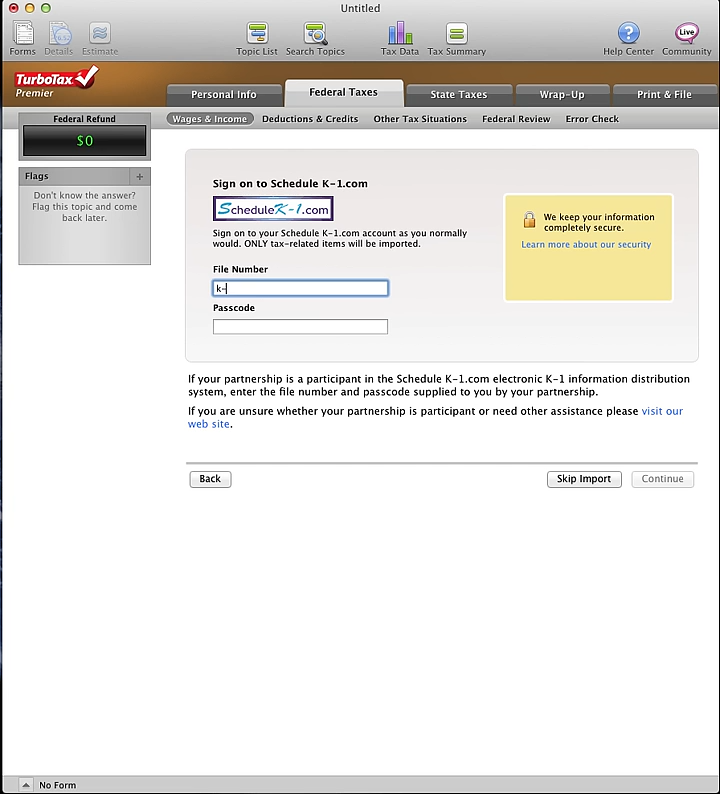 Untitled
Forms Details Estimate Topic List Search Topics Tax Data Tax Summary Help Center Live Community
TurboTax
Premier
Personal Info Federal Taxes State Taxes Wrap-Up Print & File
Federal Refund
$0
Wages & Income Deductions & Credits Other Tax Situations Federal Review Error Check
Flags +
Don't know the answer?
Flag this topic and come
back later.
Sign on to Schedule K-1.com
ScheduleK-1.com
Sign on to your Schedule K-1.com account as you normally
would. ONLY tax-related items will be imported.
We keep your information
completely secure.
Learn more about our security
File Number
k-
Passcode
If your partnership is a participant in the Schedule K-1.com electronic K-1 information distribution
system, enter the file number and passcode supplied to you by your partnership.
If you are unsure whether your partnership is participant or need other assistance please visit our
web site.
Back Skip Import Continue
No Form